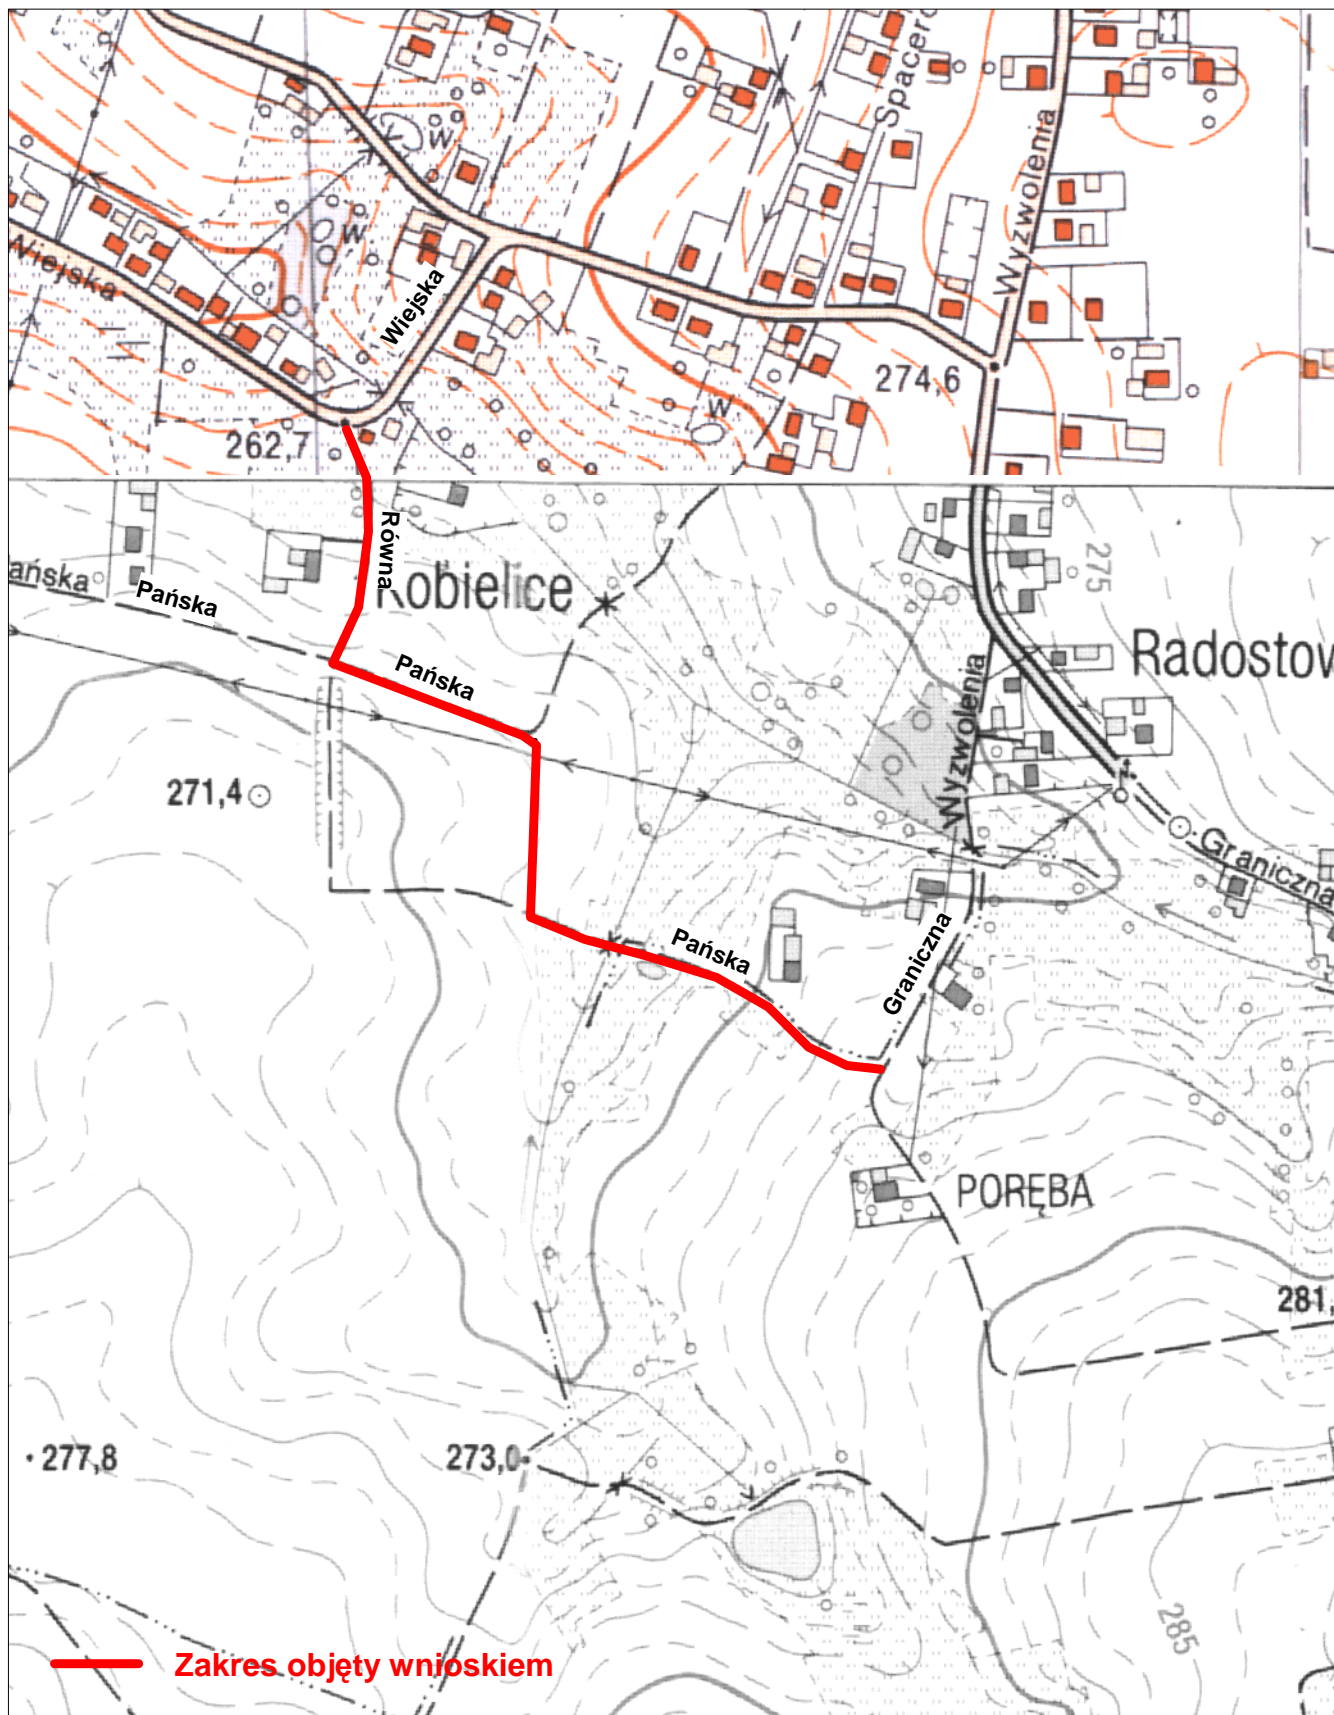 Spacero
Wyzwolenia
W
W
Wiejska
Wiejska
274,6
W
262,7
Równa
275
Kobielice
ańska
Pańska
Radostow
Pańska
Wyzwolenia
271,4
Graniczna
Pańska
Graniczna
PORĘBA
281,
277,8
273,0
285
Zakres objęty wnioskiem